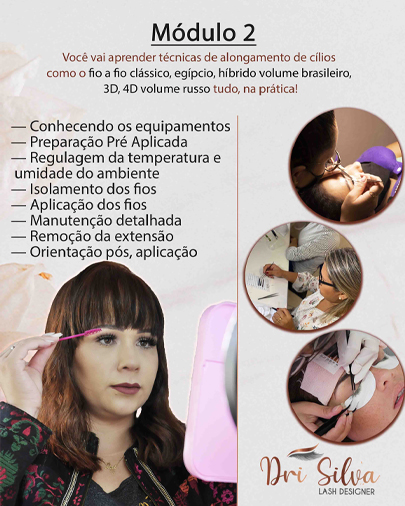 Módulo 2
Você vai aprender técnicas de alongamento de cílios
como o fio a fio clássico, egípcio, híbrido volume brasileiro,
3D, 4D volume russo tudo, na prática!
— Conhecendo os equipamentos
— Preparação Pré Aplicada
— Regulagem da temperatura e
umidade do ambiente
— Isolamento dos fios
— Aplicação dos fios
— Manutenção detalhada
— Remoção da extensão
— Orientação pós, aplicação
Dri Silva
LASH DESIGNER